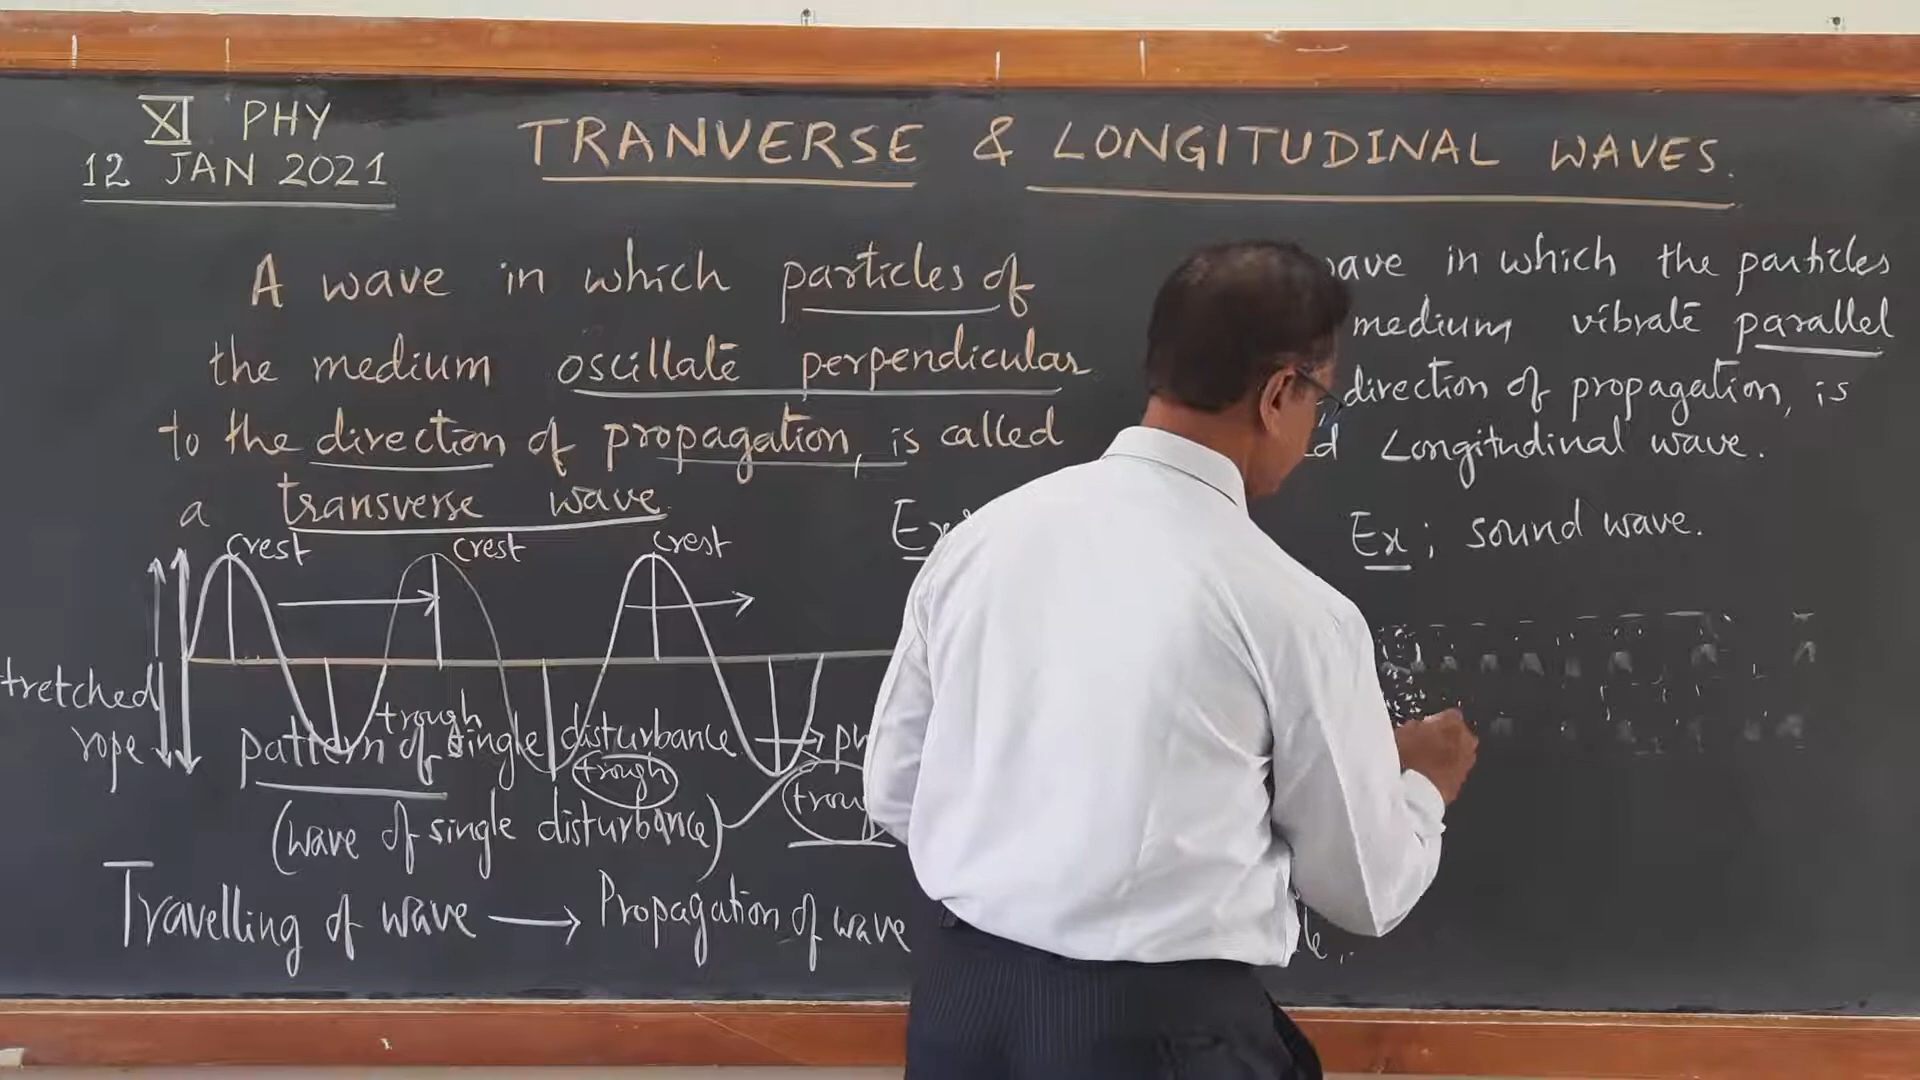 XI PHY
12 JAN 2021
TRANVERSE & LONGITUDINAL WAVES.
A wave in which particles of
the medium oscillate perpendicular
to the direction of propagation, is called
a transverse wave.
crest crest crest
tretched
rope
trough
pattern of single disturbance
trough
(wave of single disturbance)
Travelling of wave → Propagation of wave
in which the particles
medium vibrate parallel
direction of propagation, is
Longitudinal wave.
Ex; sound wave.